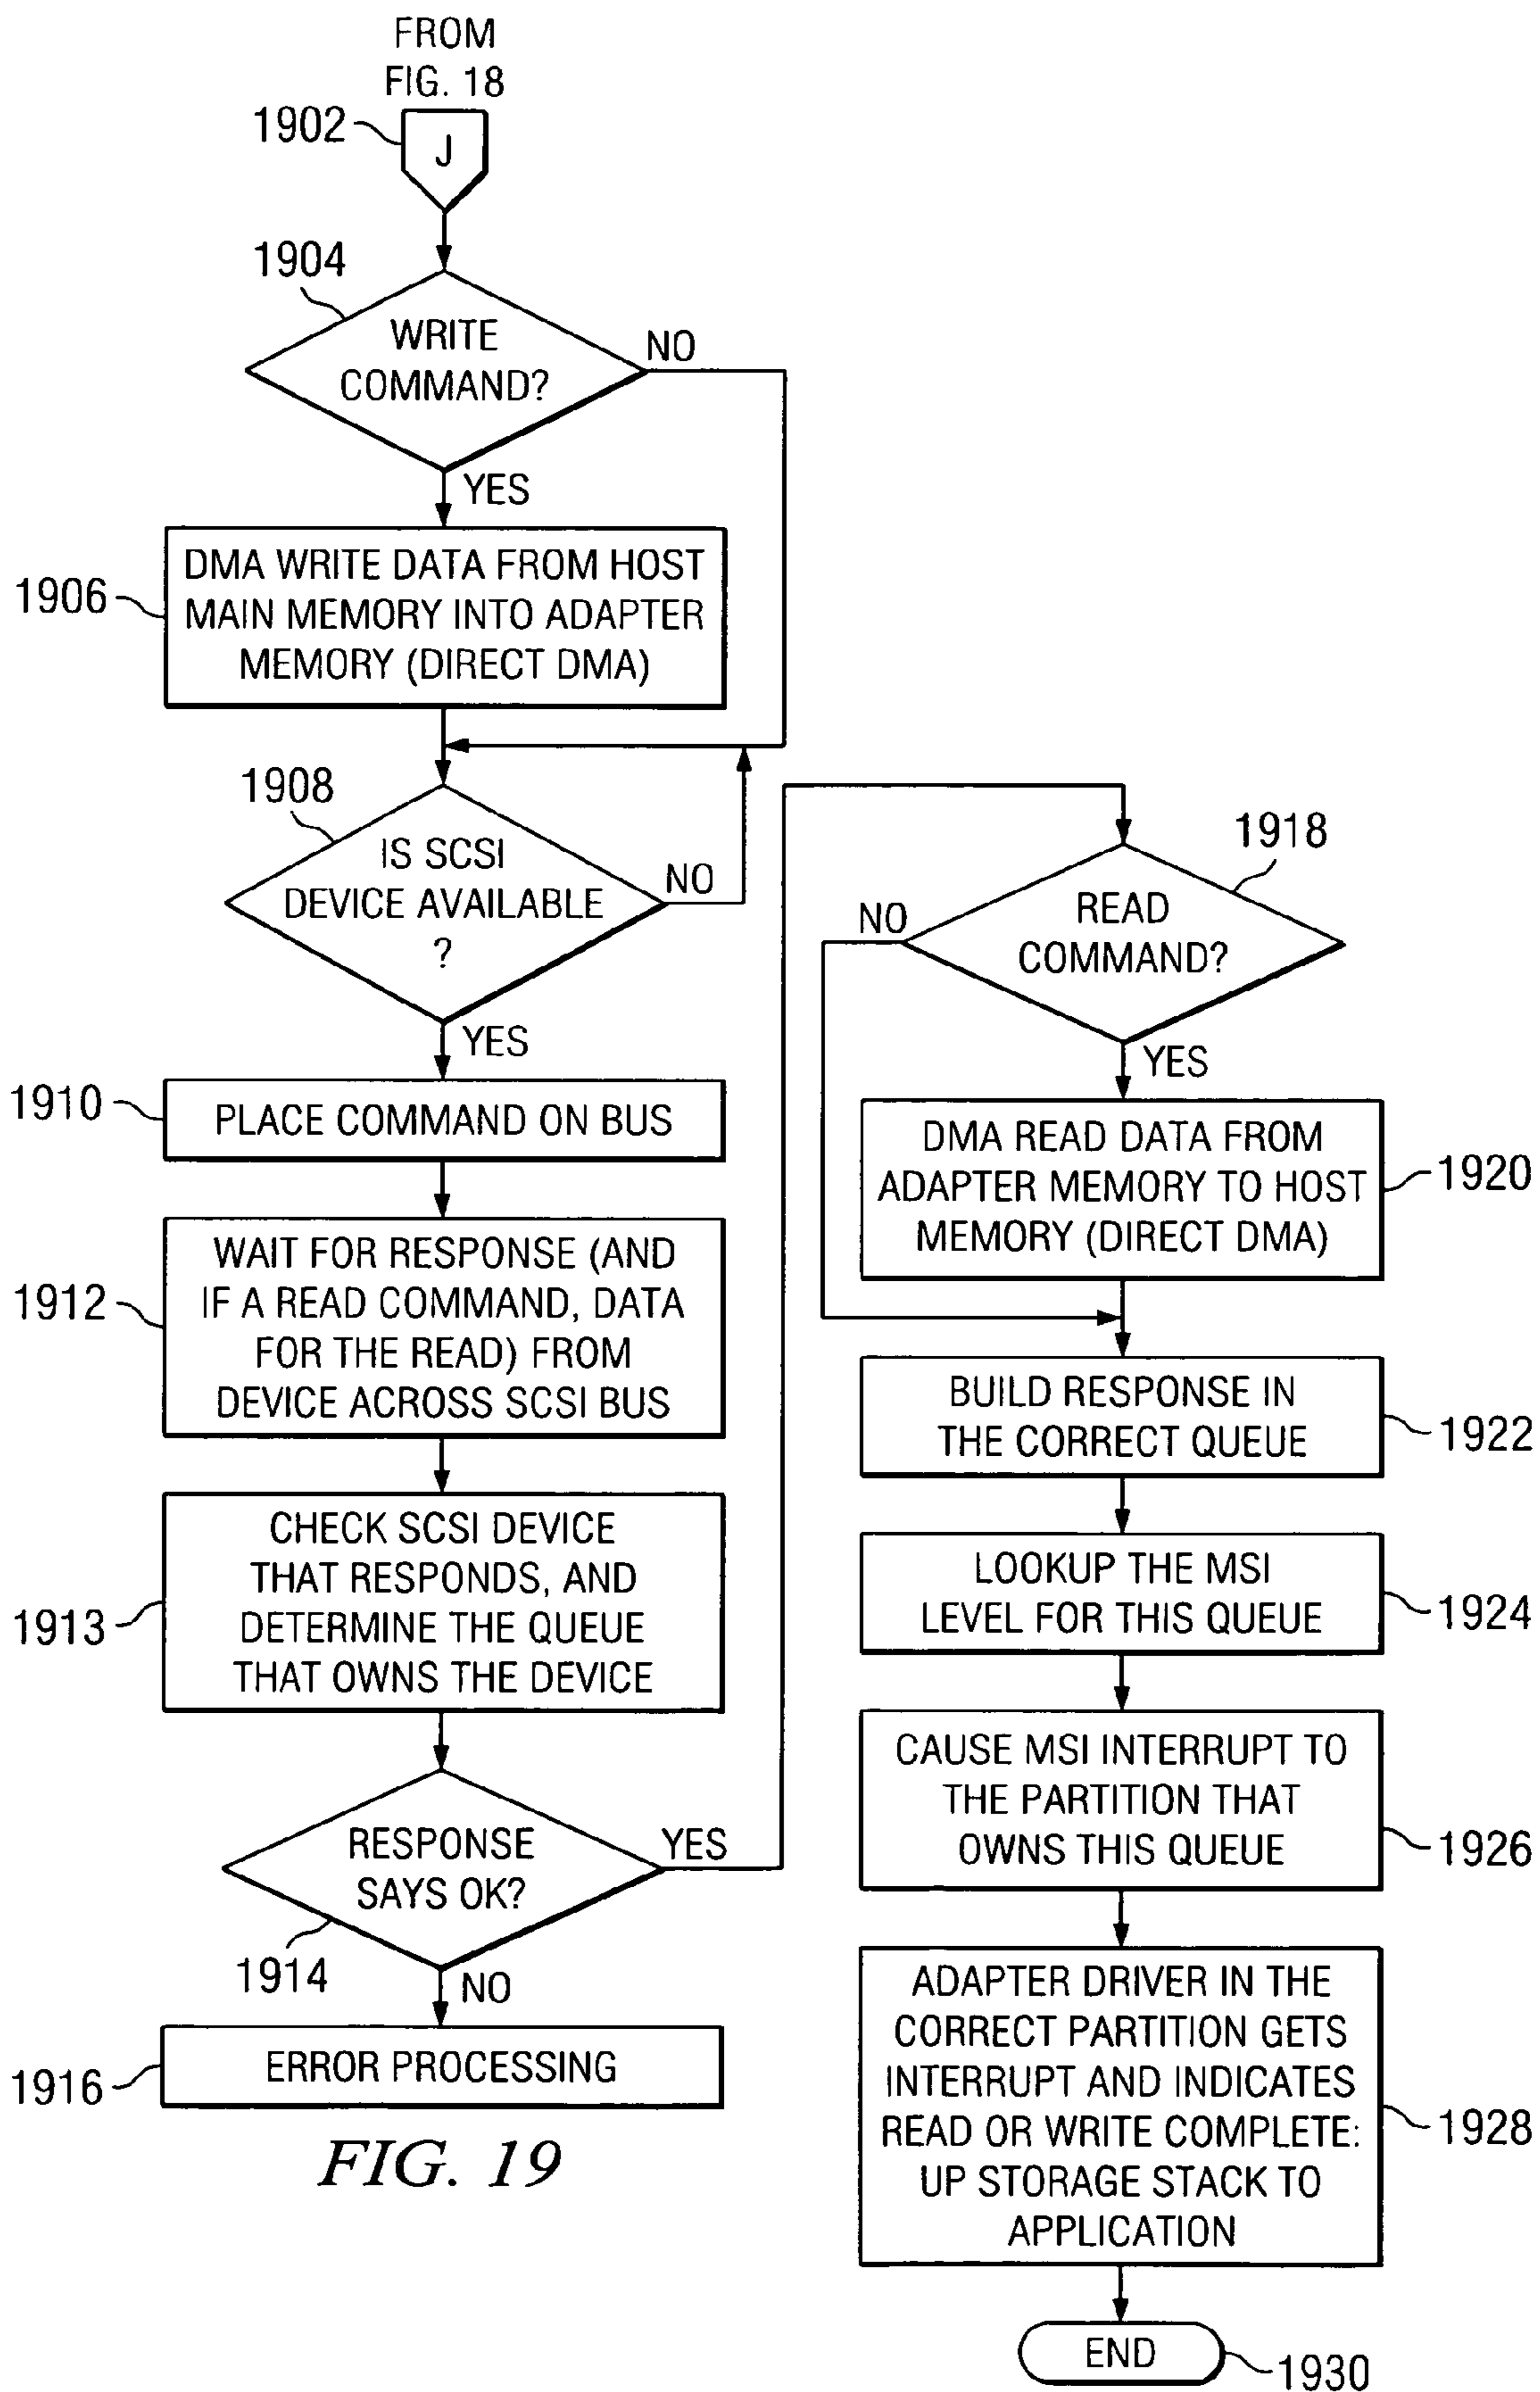 FROM
FIG. 18
1902
J
1904
WRITE
COMMAND?
NO
YES
1906
DMA WRITE DATA FROM HOST
MAIN MEMORY INTO ADAPTER
MEMORY (DIRECT DMA)
1908
IS SCSI
DEVICE AVAILABLE
?
NO
YES
1910
PLACE COMMAND ON BUS
1912
WAIT FOR RESPONSE (AND
IF A READ COMMAND, DATA
FOR THE READ) FROM
DEVICE ACROSS SCSI BUS
1913
CHECK SCSI DEVICE
THAT RESPONDS, AND
DETERMINE THE QUEUE
THAT OWNS THE DEVICE
RESPONSE
SAYS OK?
YES
1914
NO
1916
ERROR PROCESSING
1918
READ
COMMAND?
NO
YES
DMA READ DATA FROM
ADAPTER MEMORY TO HOST
MEMORY (DIRECT DMA)
1920
BUILD RESPONSE IN
THE CORRECT QUEUE
1922
LOOKUP THE MSI
LEVEL FOR THIS QUEUE
1924
CAUSE MSI INTERRUPT TO
THE PARTITION THAT
OWNS THIS QUEUE
1926
ADAPTER DRIVER IN THE
CORRECT PARTITION GETS
INTERRUPT AND INDICATES
READ OR WRITE COMPLETE:
UP STORAGE STACK TO
APPLICATION
1928
END
1930
FIG. 19